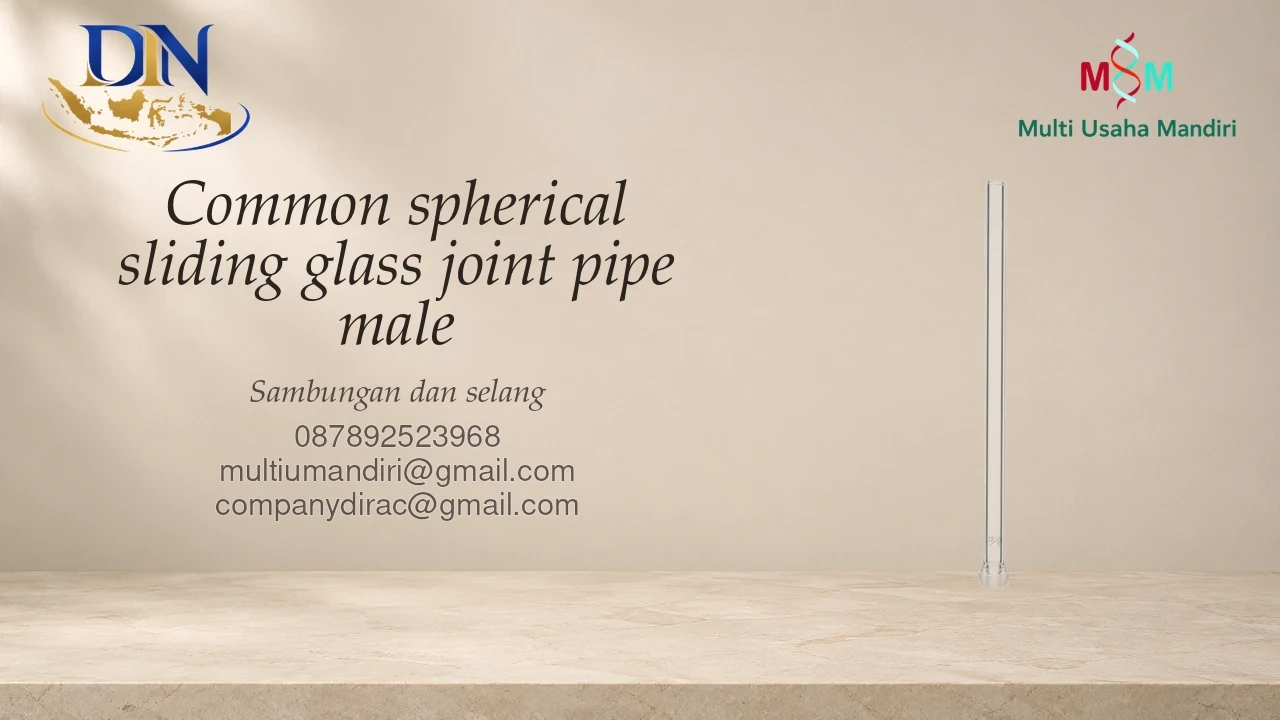 DN
M M
Multi Usaha Mandiri
Common spherical
sliding glass joint pipe
male
Sambungan dan selang
087892523968
multiumandiri@gmail.com
companydirac@gmail.com